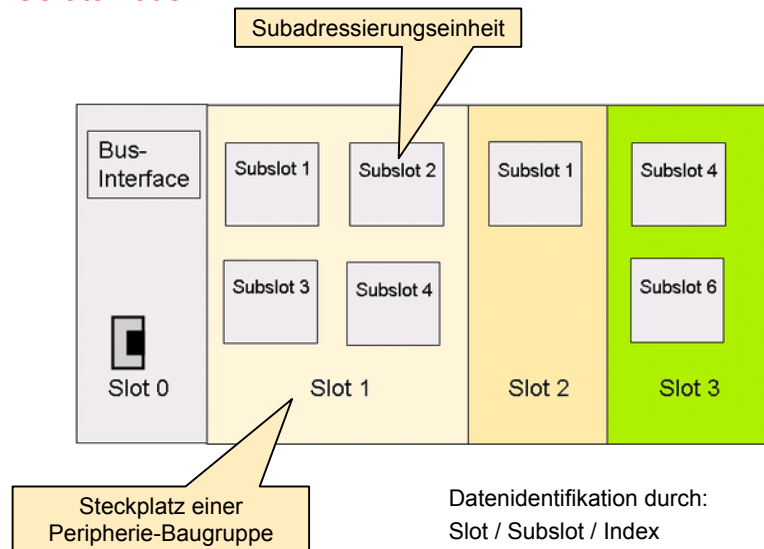 Subadressierungseinheit
Bus-
Interface
Subslot 1
Subslot 2
Subslot 1
Subslot 4
Subslot 3
Subslot 4
Subslot 6
Slot 0
Slot 1
Slot 2
Slot 3
Steckplatz einer
Peripherie-Baugruppe
Datenidentifikation durch:
Slot / Subslot / Index